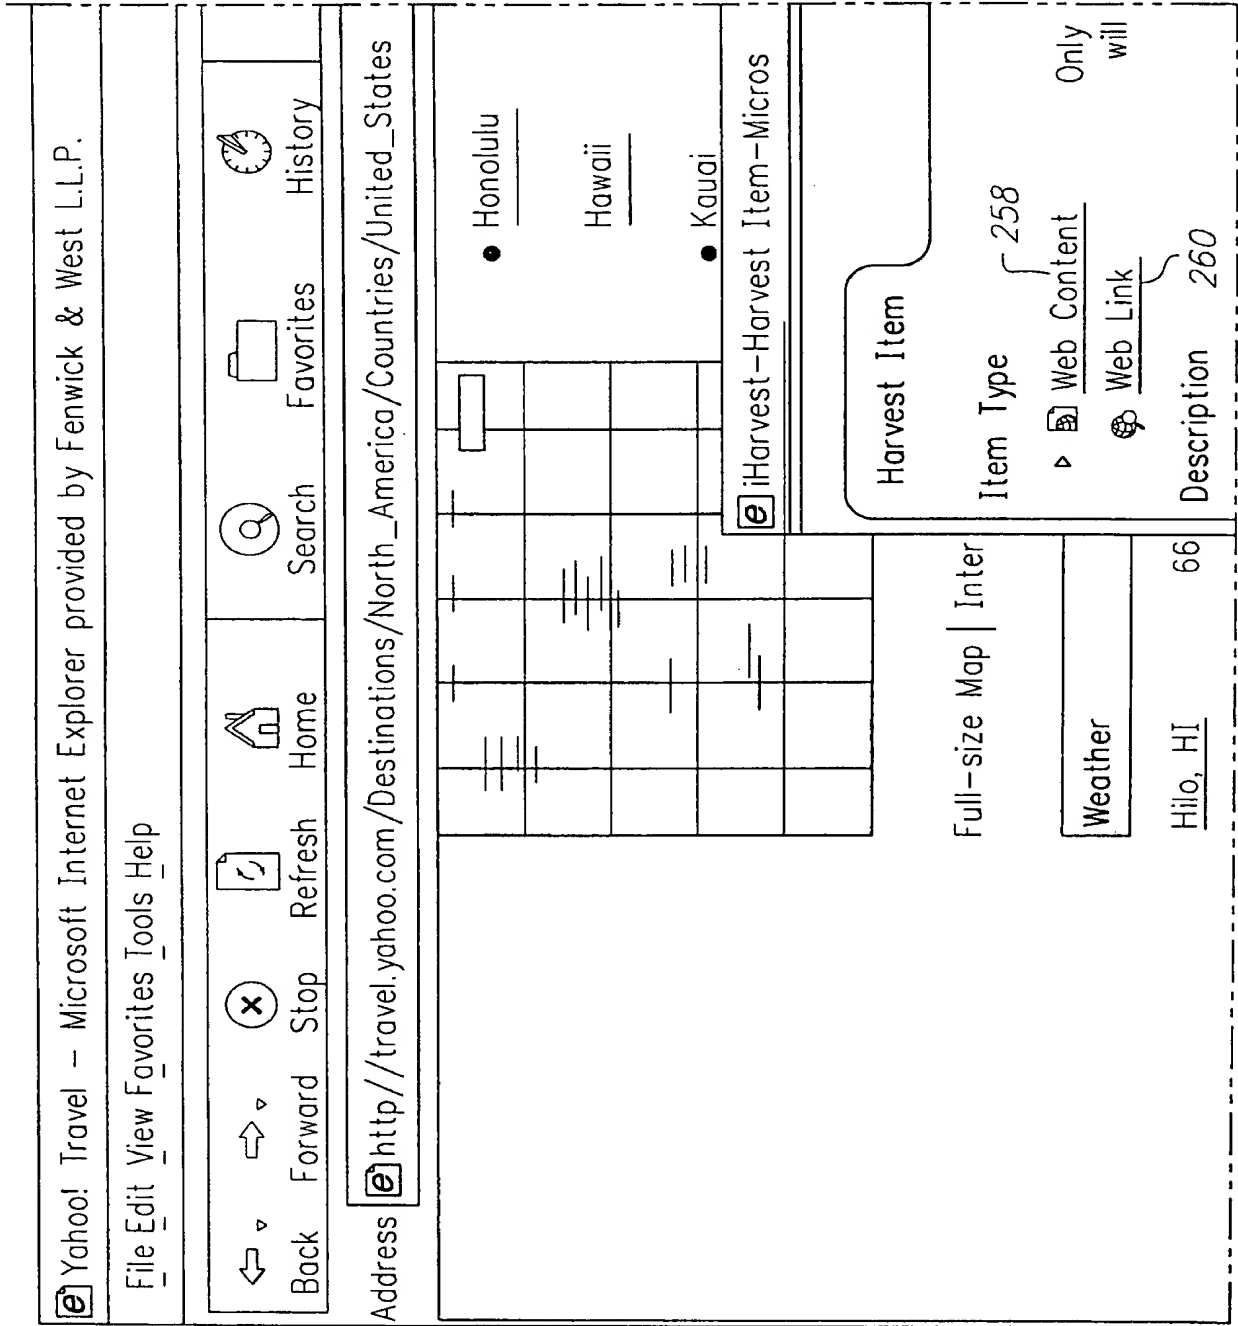 Yahoo! Travel – Microsoft Internet Explorer provided by Fenwick & West L.L.P.
File Edit View Favorites Tools Help
Back Forward Stop Refresh Home Search Favorites History
Address http//travel.yahoo.com/Destinations/North_America/Countries/United_States
Honolulu
Hawaii
Kauai
iHarvest-Harvest Item-Micros
Harvest Item
Item Type
258
Web Content
Only
Web Link
will
260
Description
Full-size Map | Inter
Weather
Hilo, HI 66